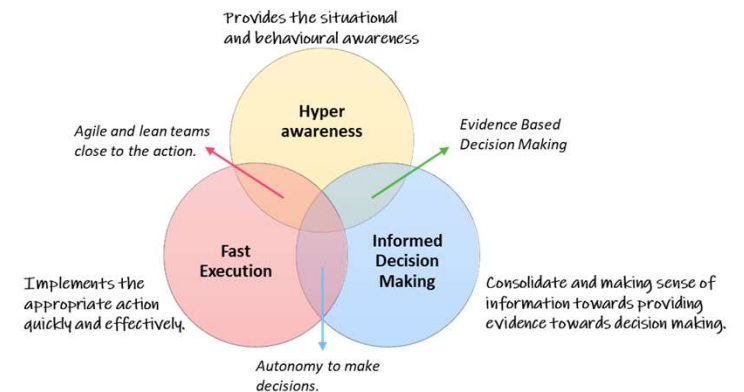 Provides the situational
and behavioural awareness
Hyper
awareness
Agile and lean teams
close to the action.
Evidence Based
Decision Making
Fast
Execution
Informed
Decision
Making
Implements the
appropriate action
quickly and effectively.
Consolidate and making sense of
information towards providing
evidence towards decision making.
Autonomy to make
decisions.